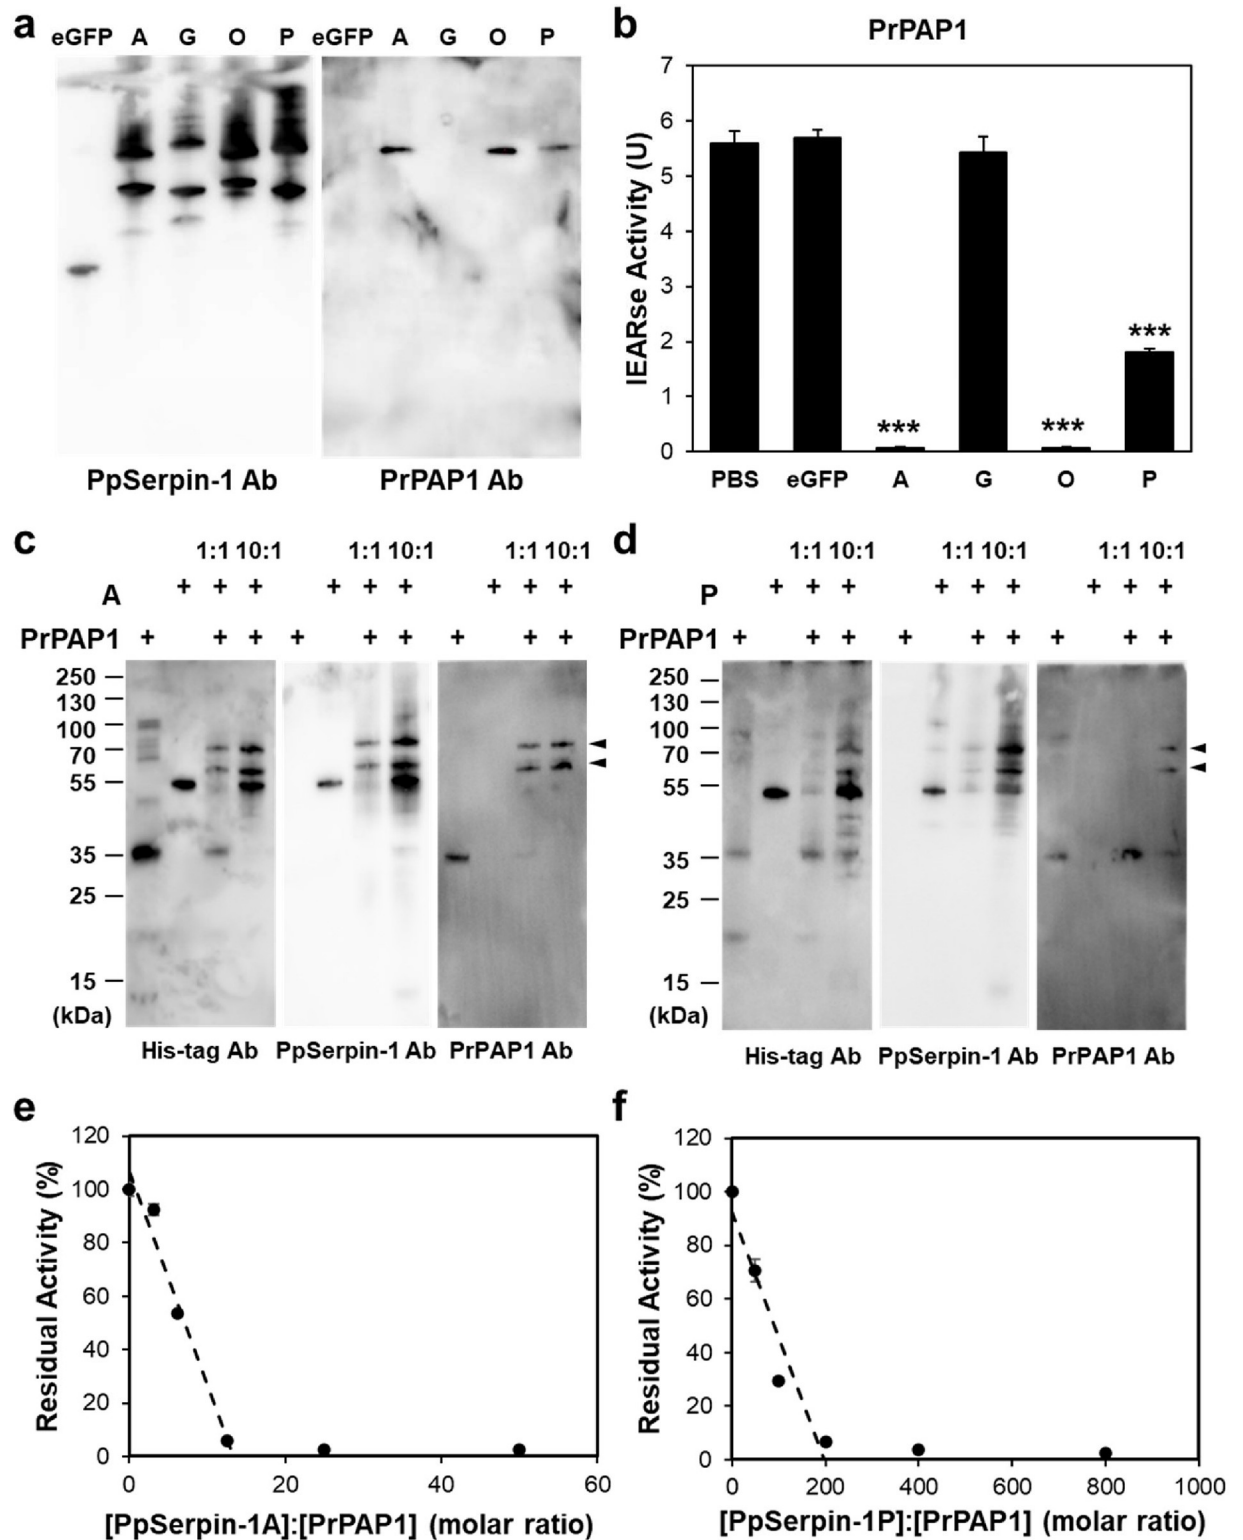 a
eGFP A G O P eGFP A G O P
PpSerpin-1 Ab PrPAP1 Ab
b
PrPAP1
7
6
5
4
3
2
1
0
IEARse Activity (U)
*** *** ***
PBS eGFP A G O P
c
1:1 10:1 1:1 10:1 1:1 10:1
A + + + + + + + + +
PrPAP1 + + + + + + + + +
250
130
100
70
55
35
25
15
(kDa)
His-tag Ab PpSerpin-1 Ab PrPAP1 Ab
d
1:1 10:1 1:1 10:1 1:1 10:1
P + + + + + + + + +
PrPAP1 + + + + + + + + +
250
130
100
70
55
35
25
15
(kDa)
His-tag Ab PpSerpin-1 Ab PrPAP1 Ab
e
120
100
80
60
40
20
0
Residual Activity (%)
0 20 40 60
[PpSerpin-1A]:[PrPAP1] (molar ratio)
f
120
100
80
60
40
20
0
Residual Activity (%)
0 200 400 600 800 1000
[PpSerpin-1P]:[PrPAP1] (molar ratio)